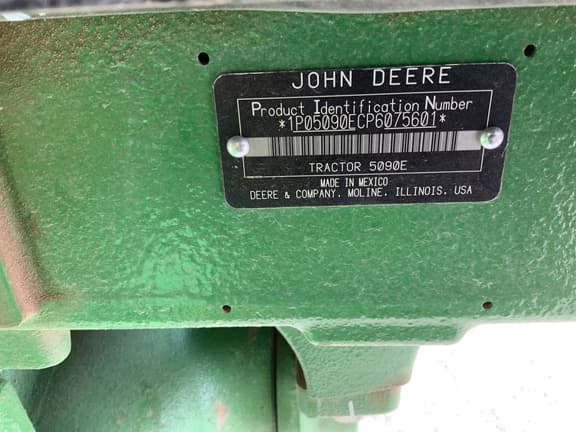 JOHN DEERE
Product Identification Number
*1P05090ECP6075601*
TRACTOR 5090E
MADE IN MEXICO
DEERE & COMPANY, MOLINE, ILLINOIS, USA